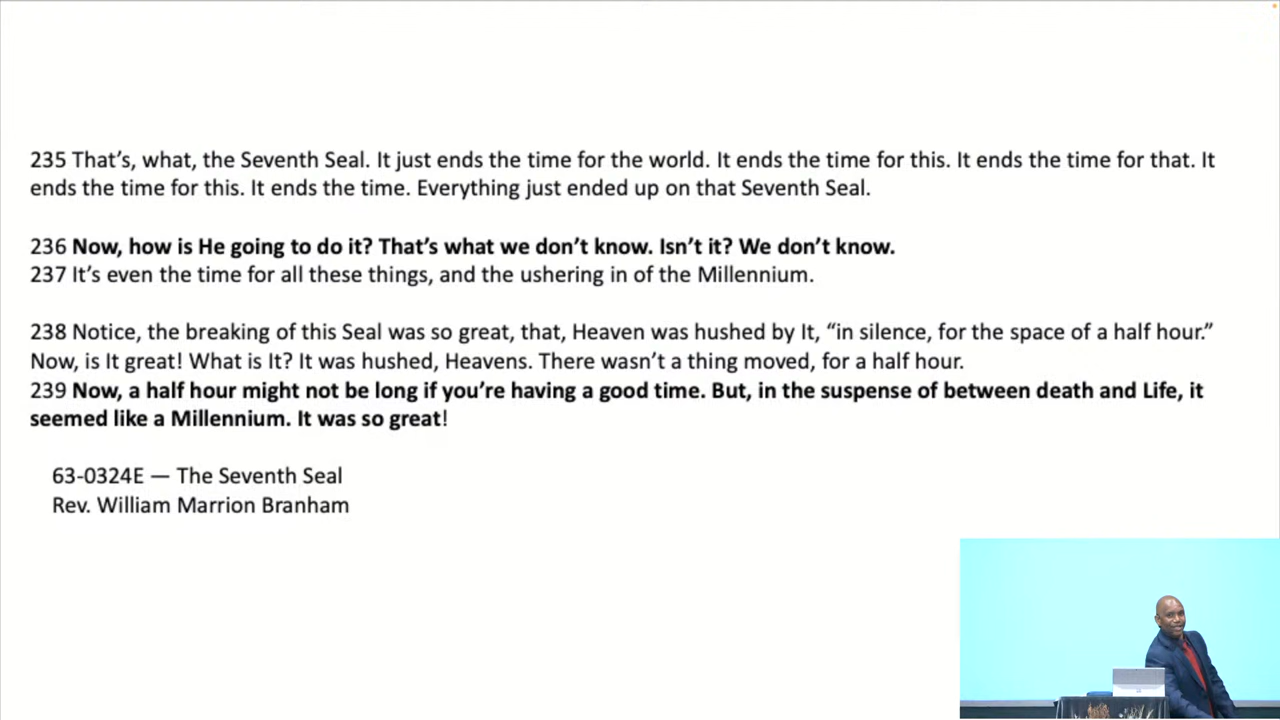 235 That’s, what, the Seventh Seal. It just ends the time for the world. It ends the time for this. It ends the time for that. It
ends the time for this. It ends the time. Everything just ended up on that Seventh Seal.
236 Now, how is He going to do it? That’s what we don’t know. Isn’t it? We don’t know.
237 It’s even the time for all these things, and the ushering in of the Millennium.
238 Notice, the breaking of this Seal was so great, that, Heaven was hushed by It, “in silence, for the space of a half hour.”
Now, is It great! What is It? It was hushed, Heavens. There wasn’t a thing moved, for a half hour.
239 Now, a half hour might not be long if you’re having a good time. But, in the suspense of between death and Life, it
seemed like a Millennium. It was so great!
63-0324E — The Seventh Seal
Rev. William Marrion Branham